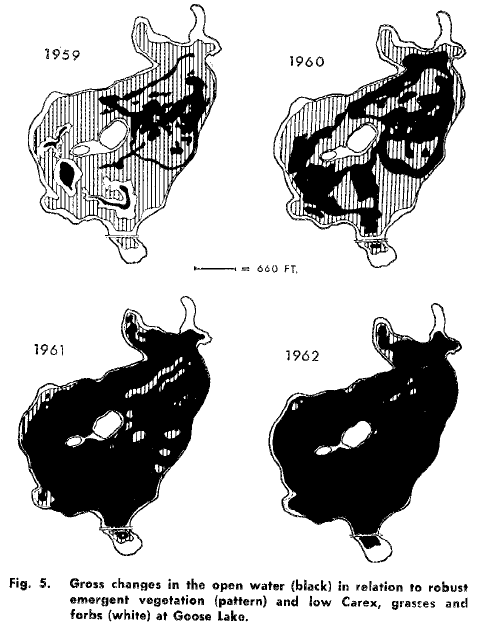 1959
1960
= 660 FT.
1961
1962
Fig. 5. Gross changes in the open water (black) in relation to robust
emergent vegetation (pattern) and low Carex, grasses and
forbs (white) at Goose Lake.